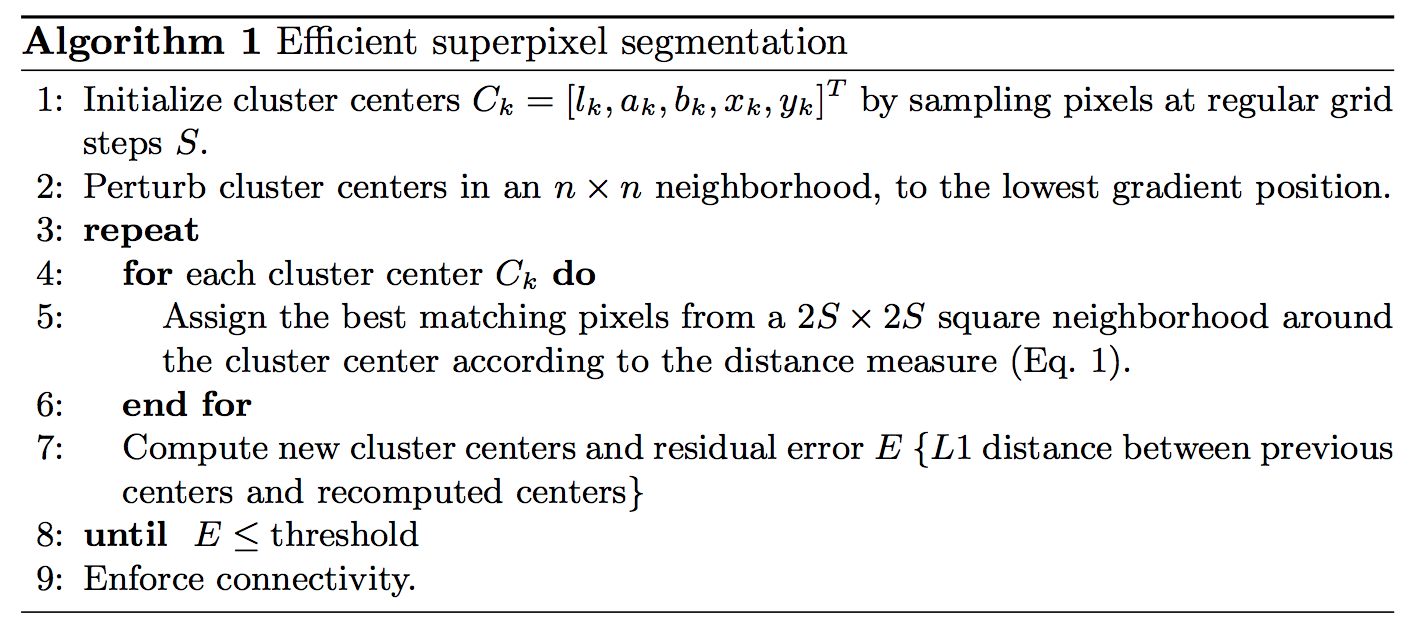 Algorithm 1 Efficient superpixel segmentation
1: Initialize cluster centers C_k = [l_k, a_k, b_k, x_k, y_k]^T by sampling pixels at regular grid
steps S.
2: Perturb cluster centers in an n × n neighborhood, to the lowest gradient position.
3: repeat
4: for each cluster center C_k do
5: Assign the best matching pixels from a 2S × 2S square neighborhood around
the cluster center according to the distance measure (Eq. 1).
6: end for
7: Compute new cluster centers and residual error E {L1 distance between previous
centers and recomputed centers}
8: until E ≤ threshold
9: Enforce connectivity.